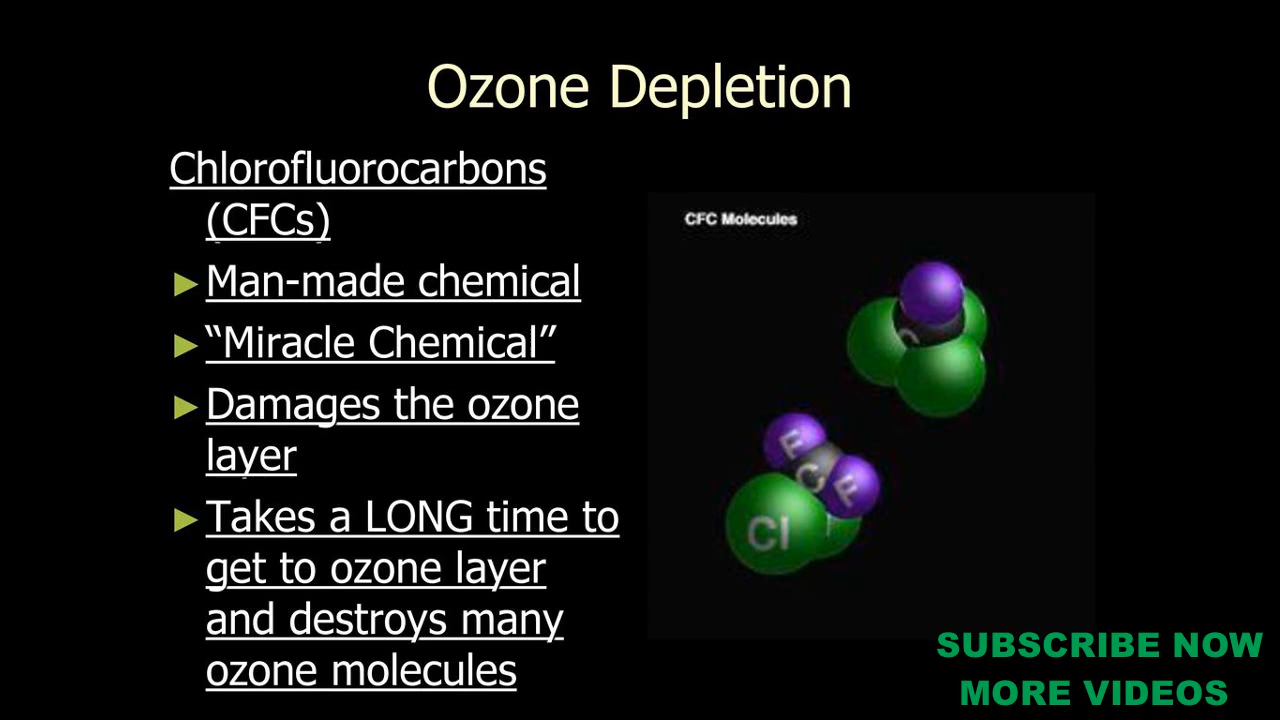 Ozone Depletion
Chlorofluorocarbons
(CFCs)
► Man-made chemical
► “Miracle Chemical”
► Damages the ozone
layer
► Takes a LONG time to
get to ozone layer
and destroys many
ozone molecules
CFC Molecules
C
F
C
F
Cl
SUBSCRIBE NOW
MORE VIDEOS